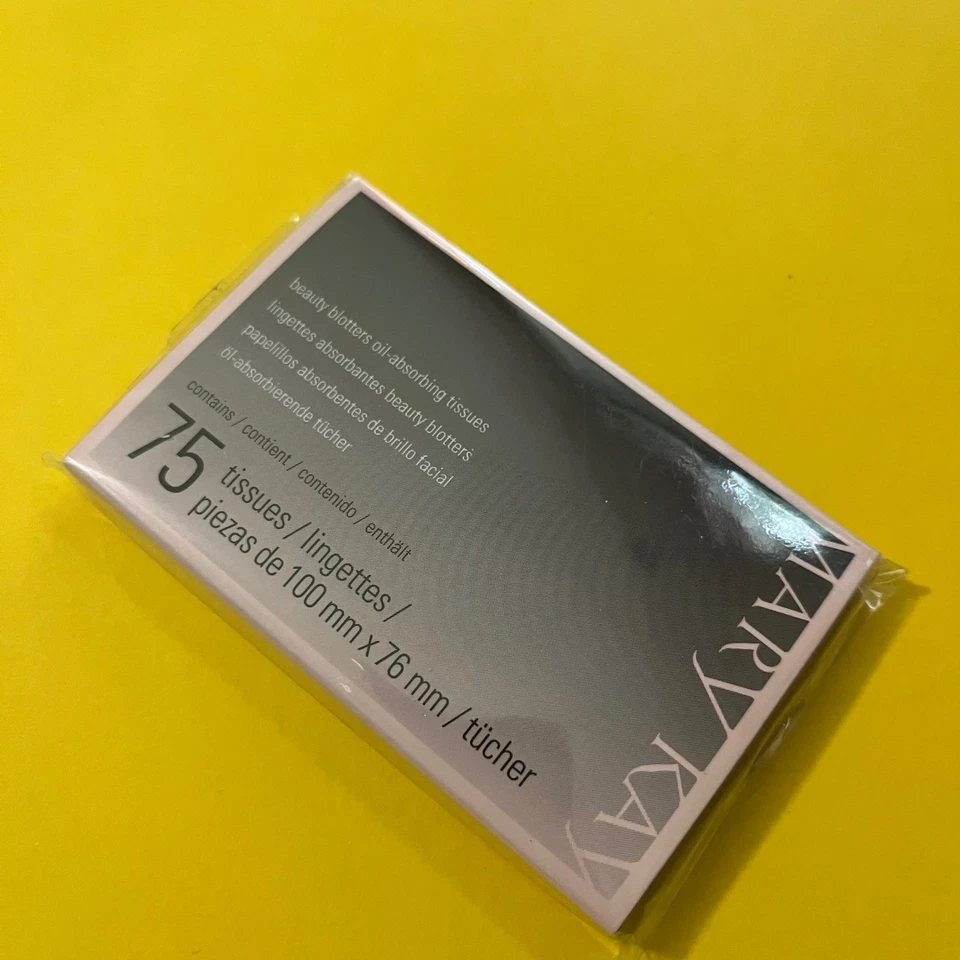 beauty blotters oil-absorbing tissues
lingettes absorbantes beauty blotters
papelillos absorbentes de brillo facial
öl-absorbierende tücher
contains / contient / contenido / enthält
75 tissues / lingettes /
piezas de 100 mm x 76 mm / tücher
MARY KAY